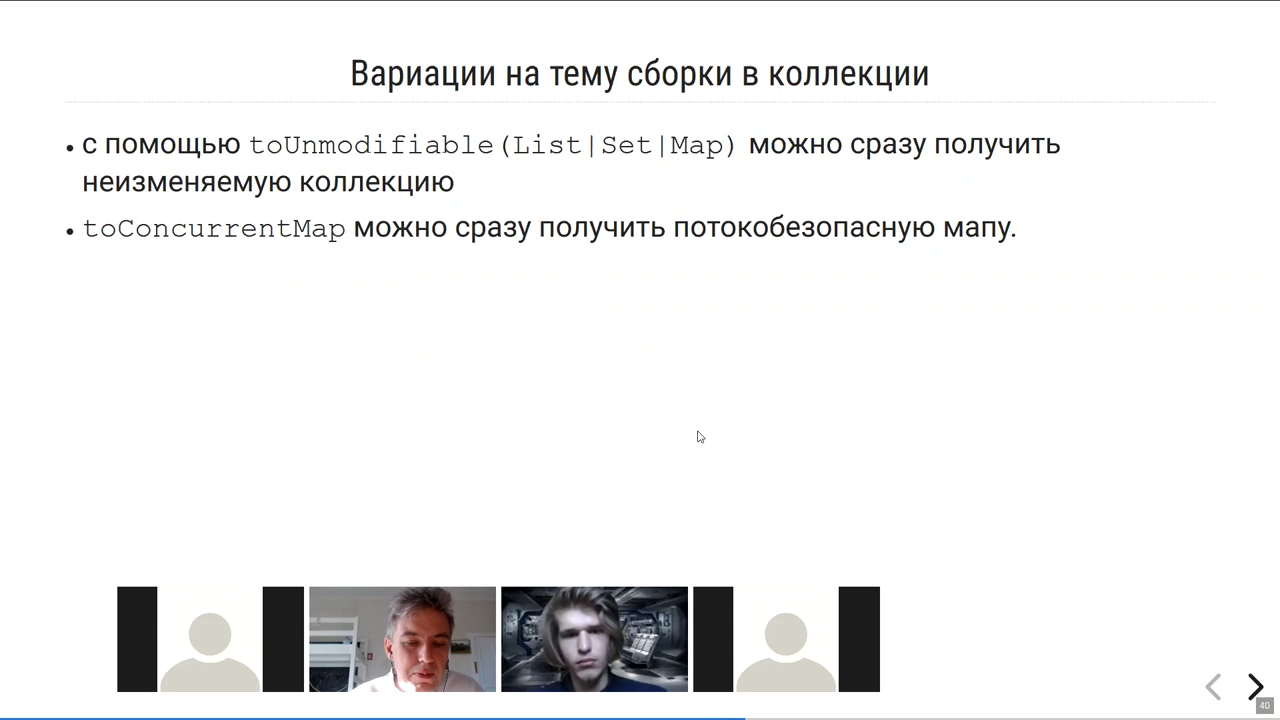 Вариации на тему сборки в коллекции
• с помощью toUnmodifiable(List|Set|Map) можно сразу получить
неизменяемую коллекцию
• toConcurrentMap можно сразу получить потокобезопасную мапу.
40